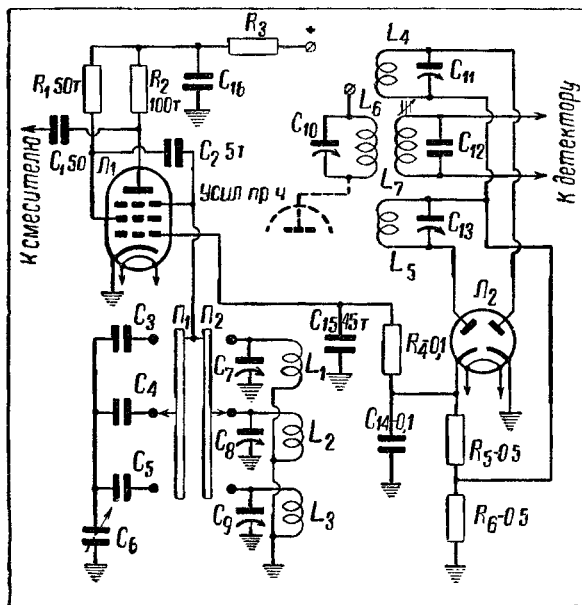 R₃
+
L₄
R₁ 50т
R₂ 100т
C₁₆
C₁₁
К смесителю
C₁ 50
Л₁
C₂ 5т
L₆
C₁₀
C₁₂
К детектору
Усил пр ч
L₇
C₁₃
L₅
Л₂
C₃
П₁
П₂
C₁₅ 45т
R₄ 0,1
C₇
L₁
C₄
C₈
L₂
C₁₄-0,1
R₅-0 5
C₅
C₉
L₃
C₆
R₆-0 5